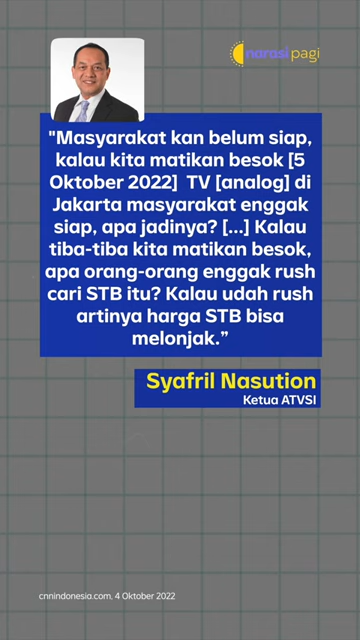 narasi pagi
"Masyarakat kan belum siap,
kalau kita matikan besok [5
Oktober 2022] TV [analog] di
Jakarta masyarakat enggak
siap, apa jadinya? [...] Kalau
tiba-tiba kita matikan besok,
apa orang-orang enggak rush
cari STB itu? Kalau udah rush
artinya harga STB bisa
melonjak.”
Syafril Nasution
Ketua ATVSI
cnnindonesia.com, 4 Oktober 2022